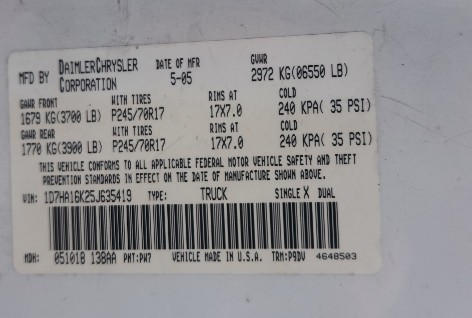 MFD BY DAIMLERCHRYSLER CORPORATION DATE OF MFR 5-05 GVWR 2972 KG(06550 LB)
GAWR FRONT WITH TIRES RIMS AT COLD
1679 KG(3700 LB) P245/70R17 17X7.0 240 KPA( 35 PSI)
GAWR REAR WITH TIRES RIMS AT COLD
1770 KG(3900 LB) P245/70R17 17X7.0 240 KPA( 35 PSI)
THIS VEHICLE CONFORMS TO ALL APPLICABLE FEDERAL MOTOR VEHICLE SAFETY AND THEFT
PREVENTION STANDARDS IN EFFECT ON THE DATE OF MANUFACTURE SHOWN ABOVE.
VIN: 1D7HA16K25J635419 TYPE: TRUCK SINGLE X DUAL
MDH: 051018 138AA PNT:PW7 VEHICLE MADE IN U.S.A. TRM:P9DV 4648503